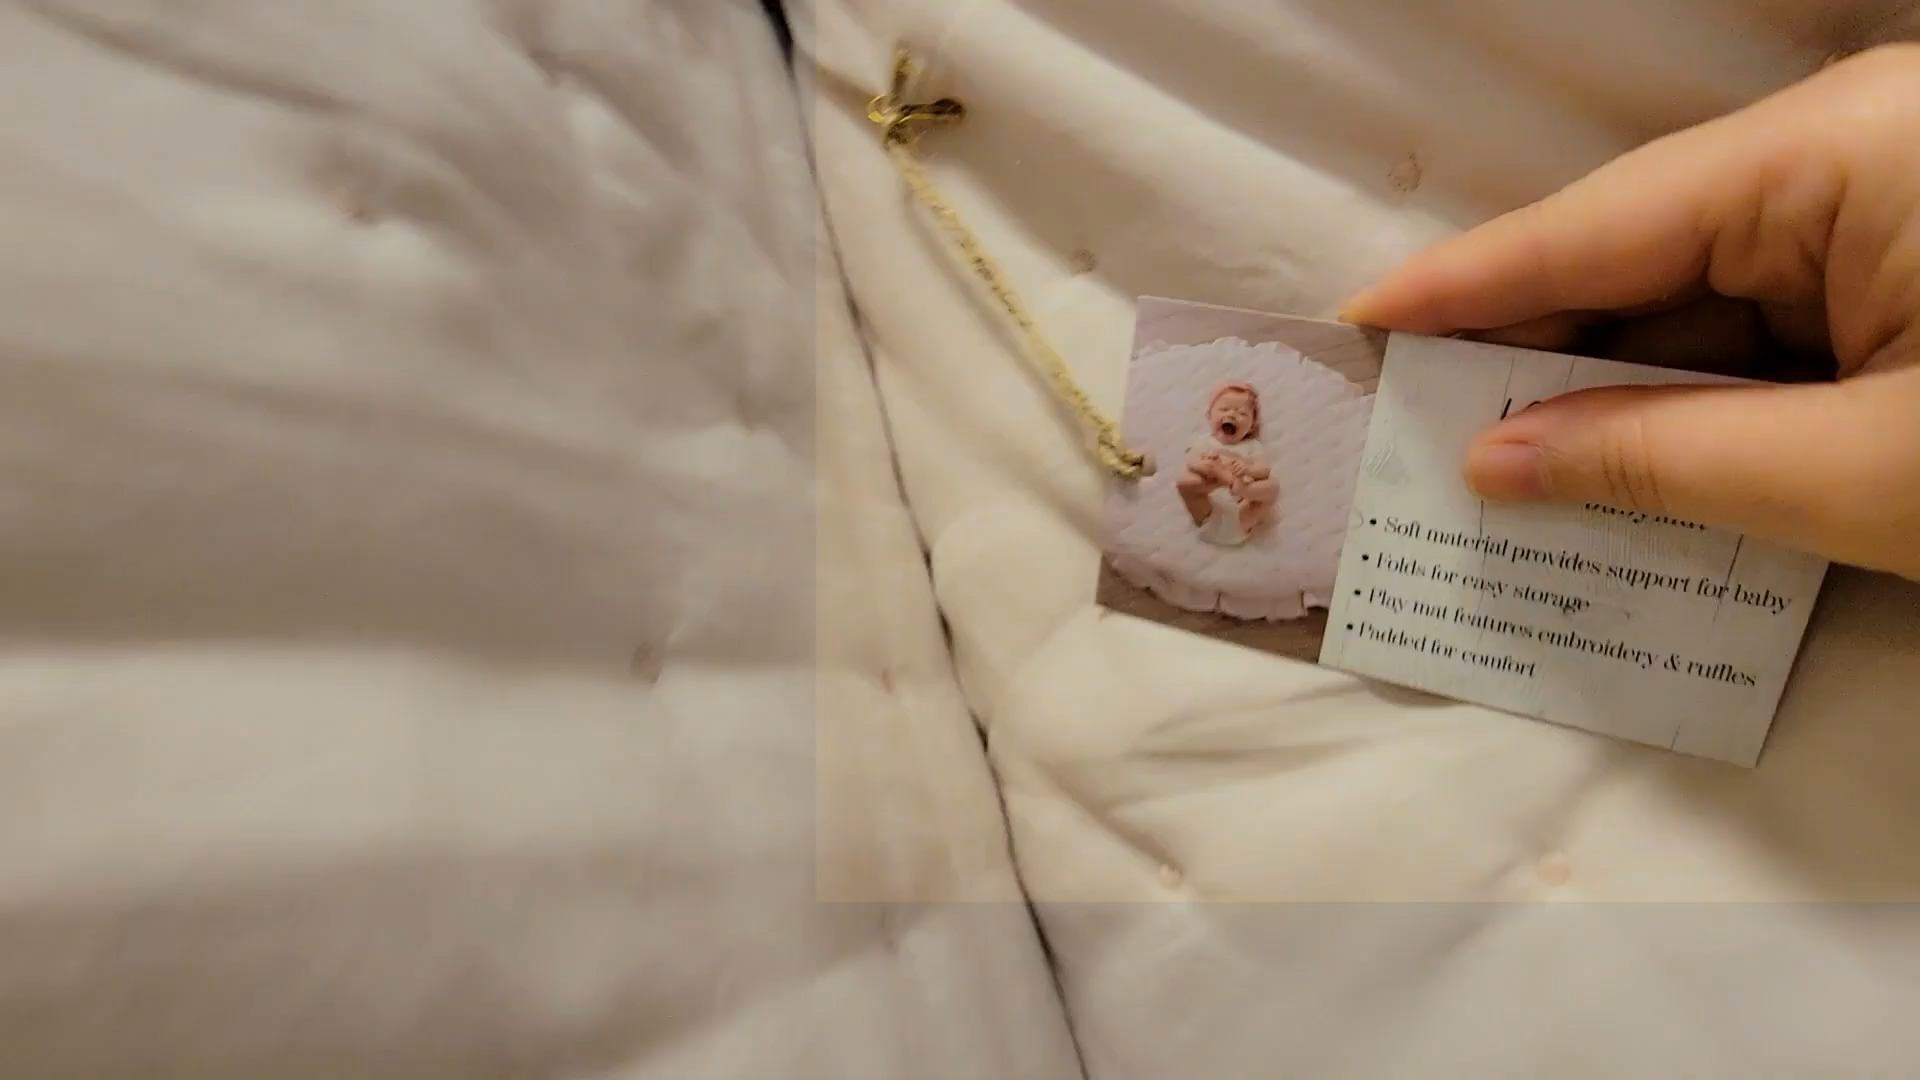 • Soft material provides support for baby
• Folds for easy storage
• Play mat features embroidery & ruffles
• Padded for comfort